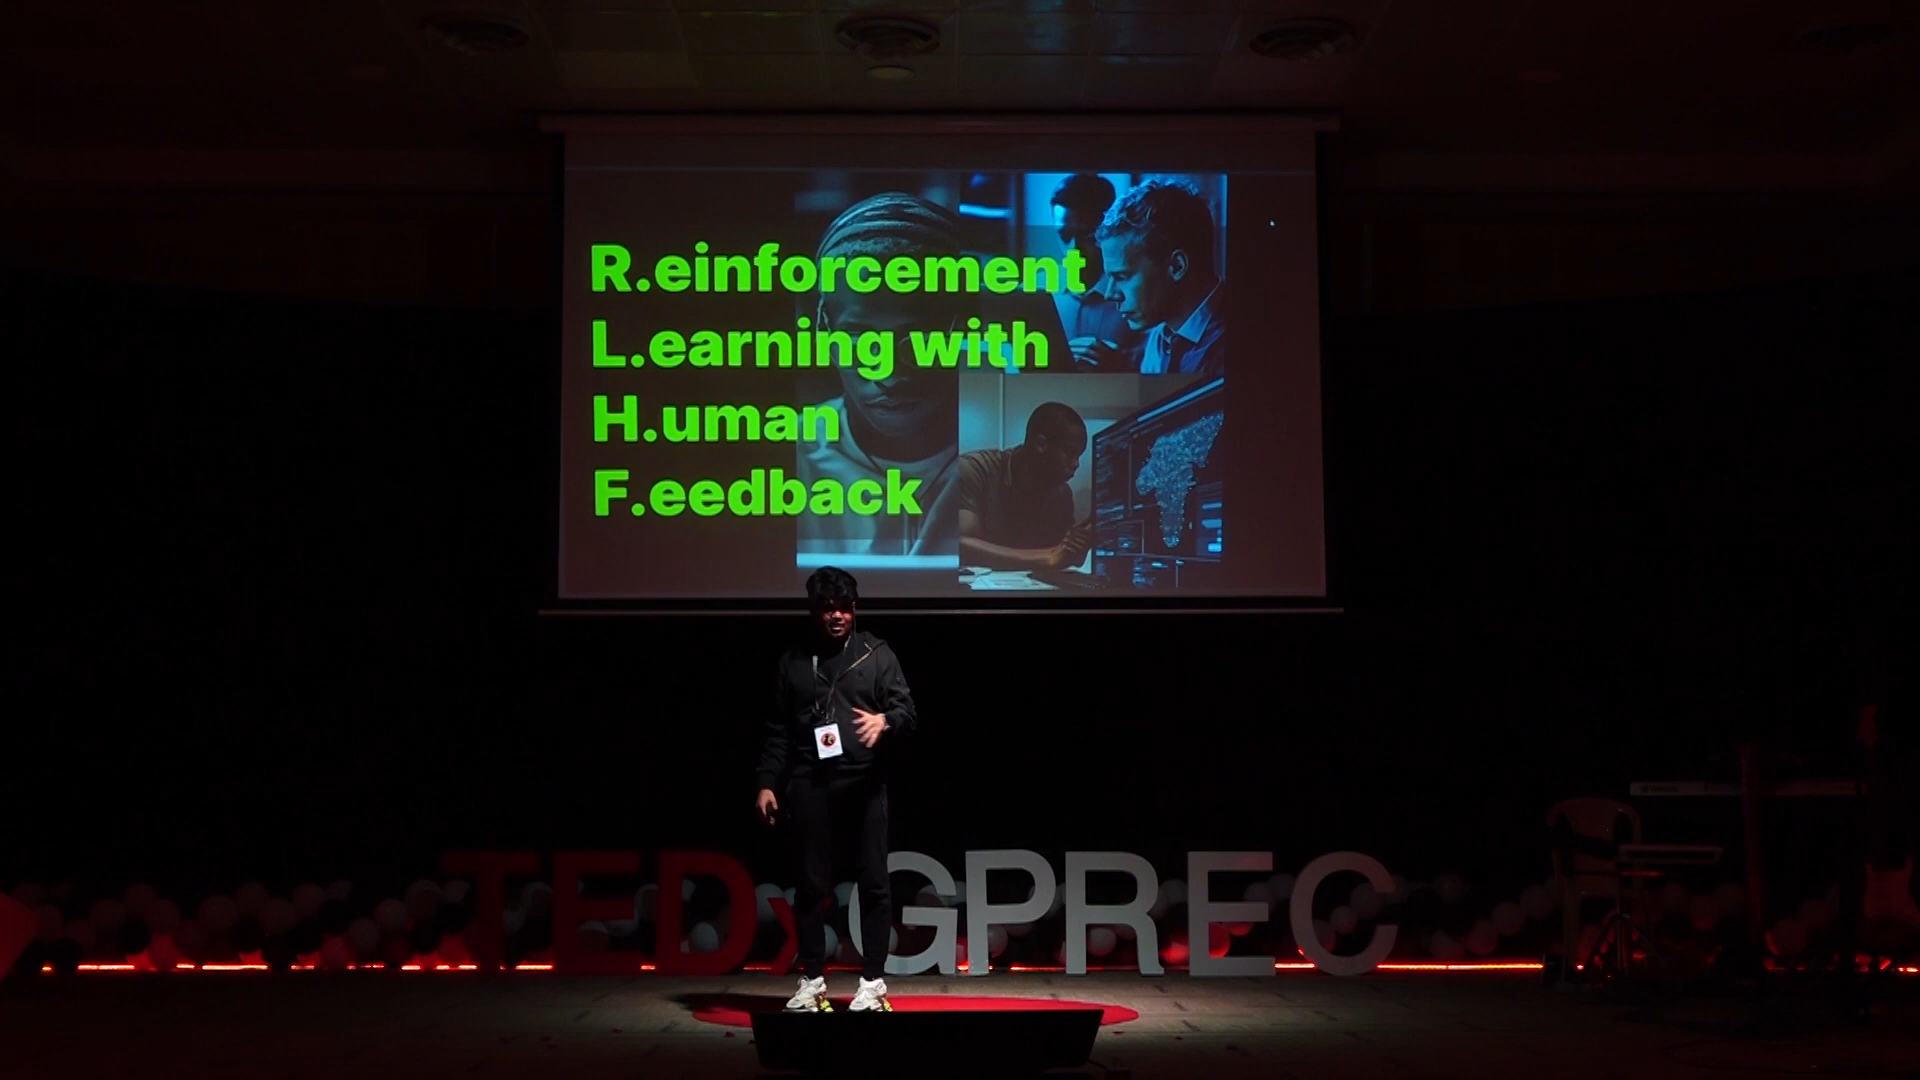 R.einforcement
L.earning with
H.uman
F.eedback
TEDxGPREC